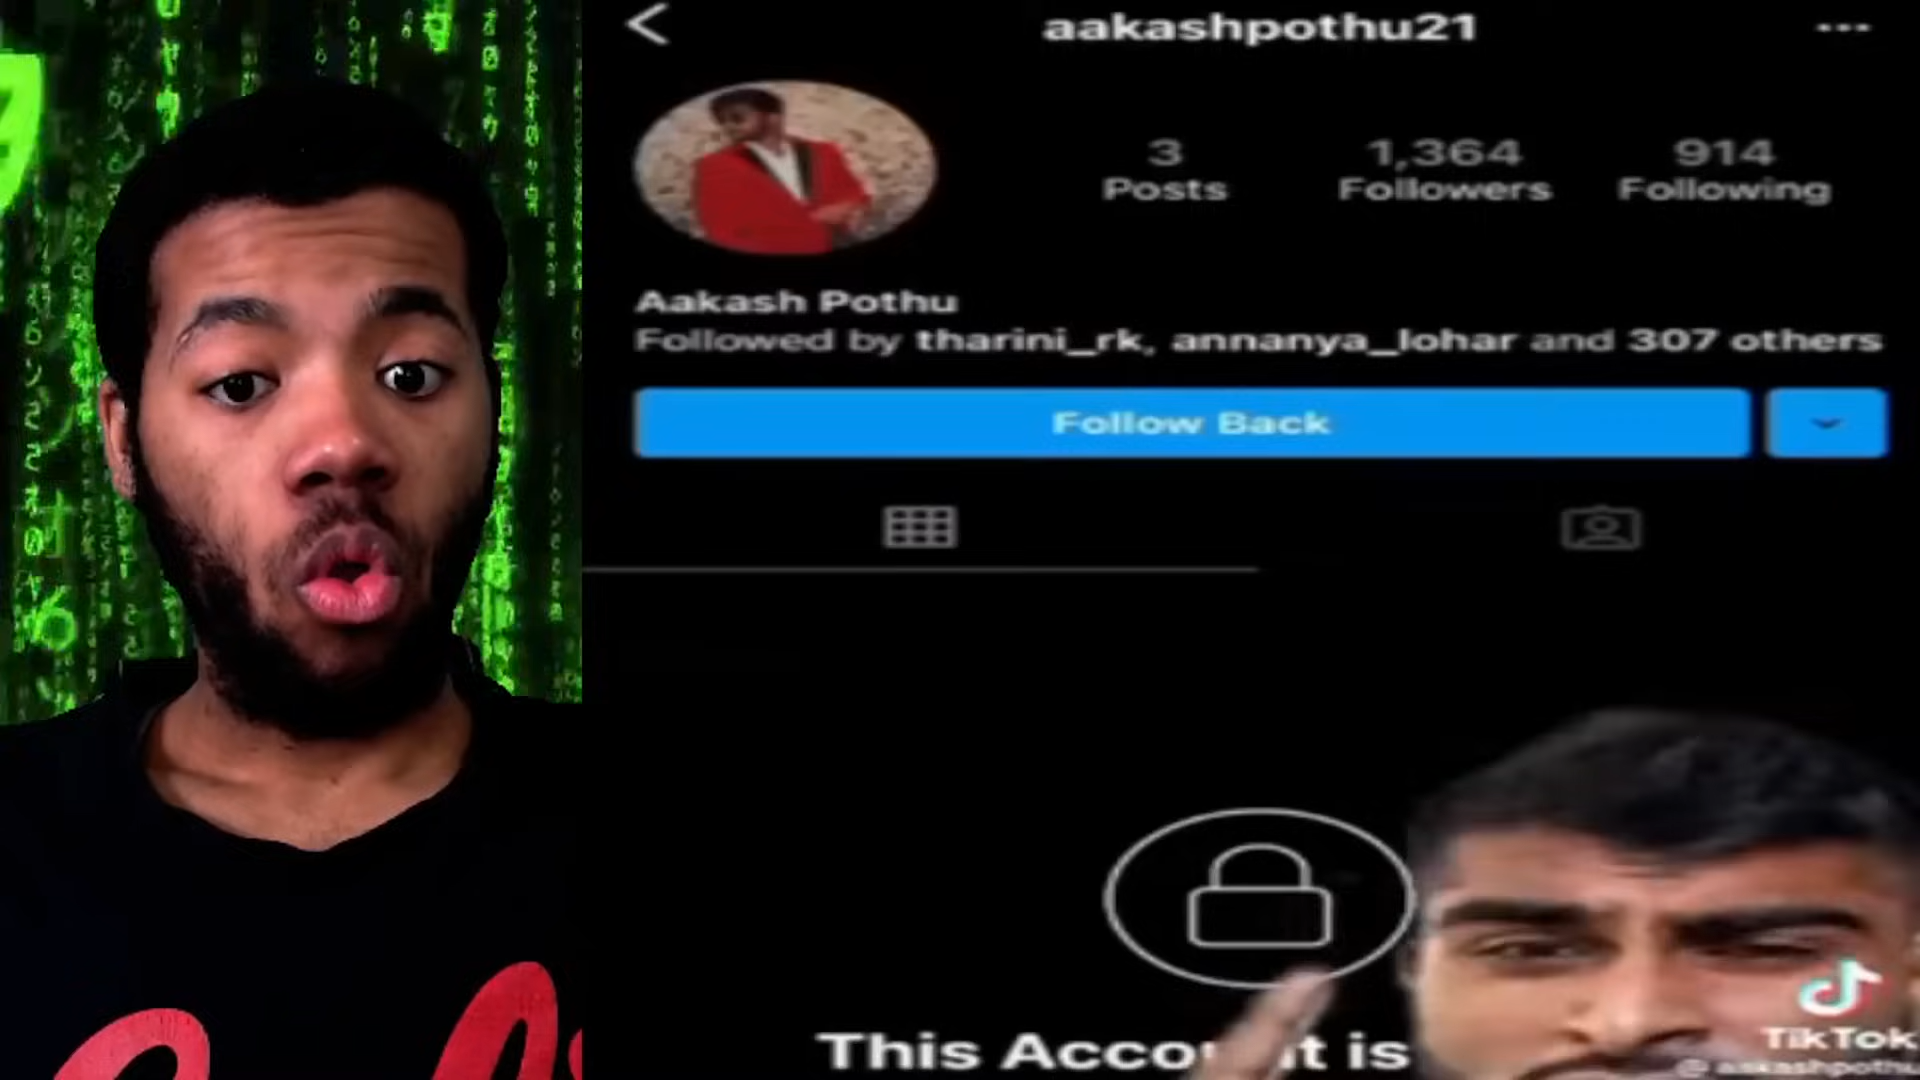 aakashpothu21
3
1,364
914
Posts
Followers
Following
Aakash Pothu
Followed by tharini_rk, annanya_lohar and 307 others
Follow Back
This is
TikTok